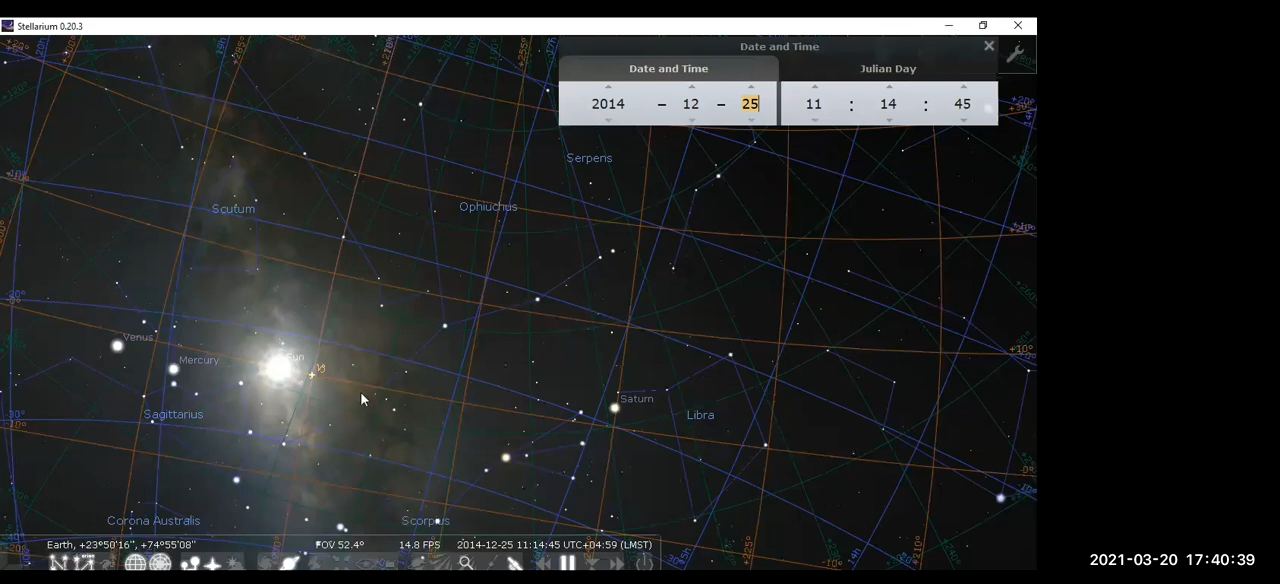 Stellarium 0.20.3
Date and Time
Date and Time
Julian Day
2014 – 12 – 25
11 : 14 : 45
Serpens
Scutum
Ophiuchus
Venus
Sun
Mercury
Saturn
Sagittarius
Libra
Corona Australis
Scorpus
Earth, +23°50'16", +74°55'08"
FOV 52.4°
14.8 FPS
2014-12-25 11:14:45 UTC+04:59 (LMST)
2021-03-20 17:40:39